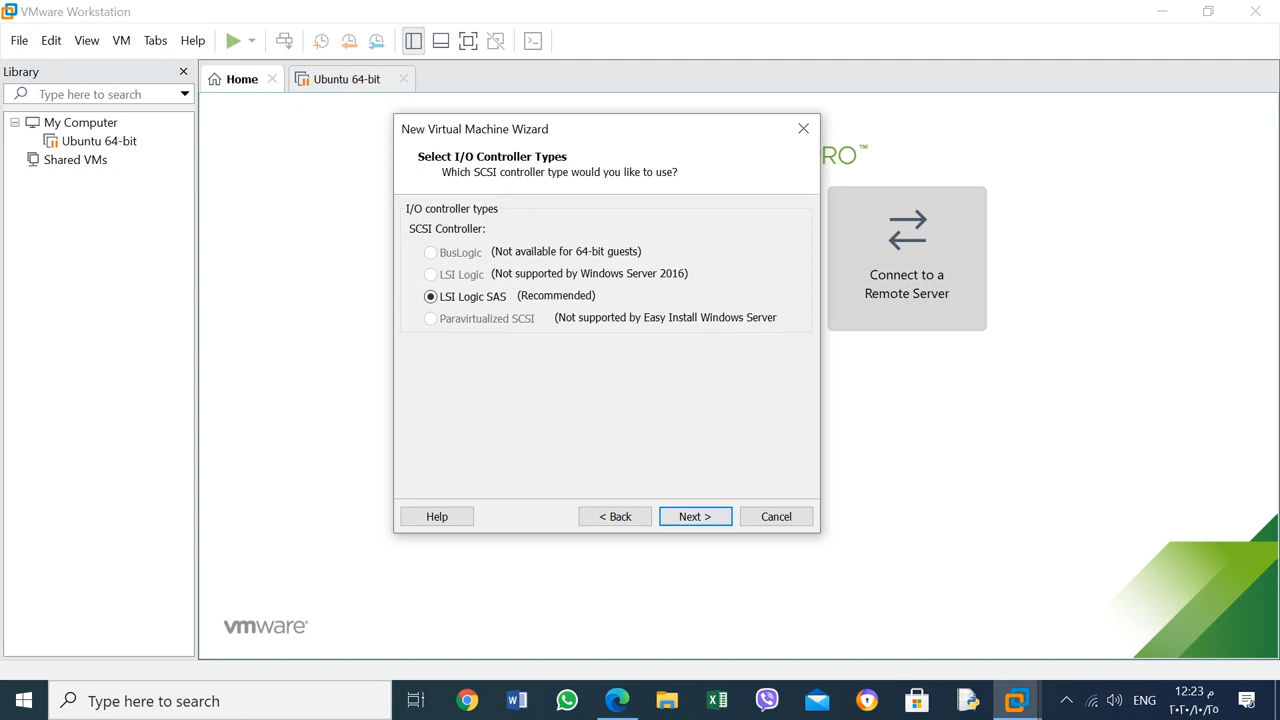 VMware Workstation
File Edit View VM Tabs Help
Library
Type here to search
My Computer
Ubuntu 64-bit
Shared VMs
Home
Ubuntu 64-bit
RO™
Connect to a
Remote Server
New Virtual Machine Wizard
Select I/O Controller Types
Which SCSI controller type would you like to use?
I/O controller types
SCSI Controller:
BusLogic (Not available for 64-bit guests)
LSI Logic (Not supported by Windows Server 2016)
LSI Logic SAS (Recommended)
Paravirtualized SCSI (Not supported by Easy Install Windows Server
Help
< Back
Next >
Cancel
vmware®
Type here to search
ENG
12:23 م
٢٠٢٠/١٠/٢٥